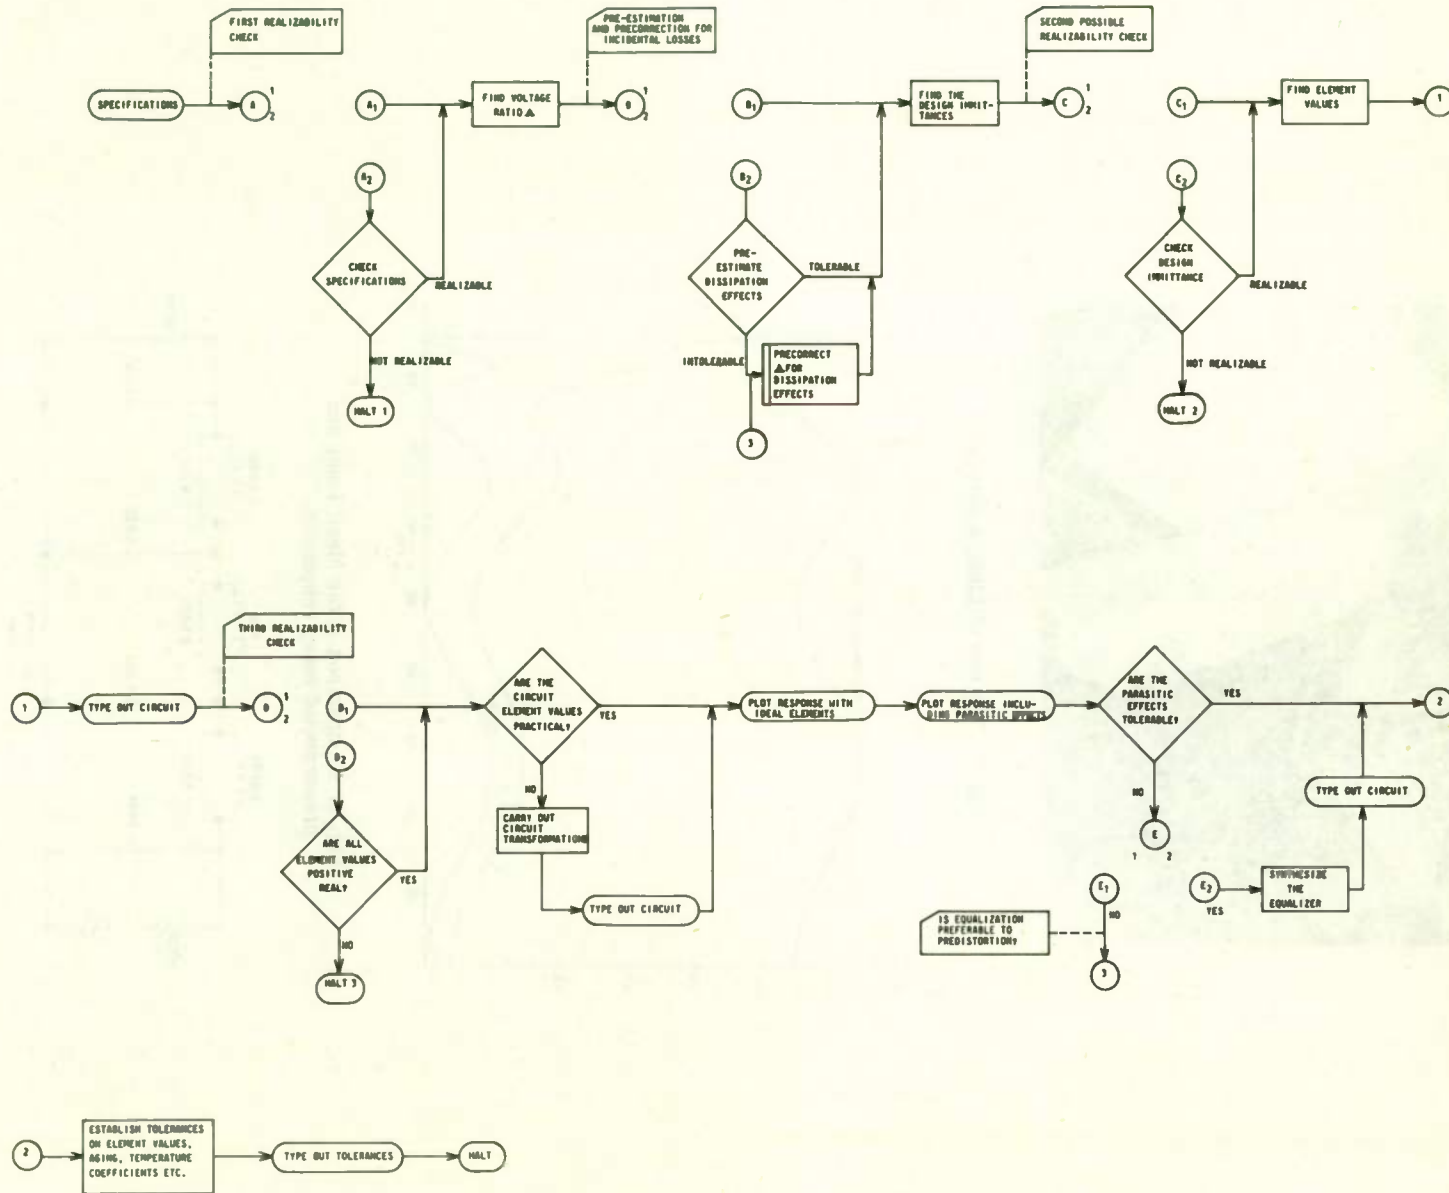 FIRST REALIZABILITY
CHECK
PRE-ESTIMATION
AND PRECORRECTION FOR
INCIDENTAL LOSSES
SECOND POSSIBLE
REALIZABILITY CHECK
SPECIFICATIONS
A
1
2
A1
FIND VOLTAGE
RATIO ▲
B
1
2
B1
FIND THE
DESIGN IMMIT-
TANCES
C
1
2
C1
FIND ELEMENT
VALUES
1
A2
CHECK
SPECIFICATIONS
REALIZABLE
NOT REALIZABLE
HALT 1
B2
PRE-
ESTIMATE
DISSIPATION
EFFECTS
TOLERABLE
INTOLERABLE
PRECORRECT
▲ FOR
DISSIPATION
EFFECTS
3
C2
CHECK
DESIGN
IMMITTANCE
REALIZABLE
NOT REALIZABLE
HALT 2
THIRD REALIZABILITY
CHECK
1
TYPE OUT CIRCUIT
D
1
2
D1
ARE THE
CIRCUIT
ELEMENT VALUES
PRACTICAL?
YES
NO
CARRY OUT
CIRCUIT
TRANSFORMATIONS
TYPE OUT CIRCUIT
D2
ARE ALL
ELEMENT VALUES
POSITIVE
REAL?
YES
NO
HALT 3
PLOT RESPONSE WITH
IDEAL ELEMENTS
PLOT RESPONSE INCLU-
DING PARASITIC EFFECTS
ARE THE
PARASITIC
EFFECTS
TOLERABLE?
YES
2
NO
E
1
2
TYPE OUT CIRCUIT
E1
NO
IS EQUALIZATION
PREFERABLE TO
PREDISTORTION?
3
E2
YES
SYNTHESIZE
THE
EQUALIZER
2
ESTABLISH TOLERANCES
ON ELEMENT VALUES,
AGING, TEMPERATURE
COEFFICIENTS ETC.
TYPE OUT TOLERANCES
HALT